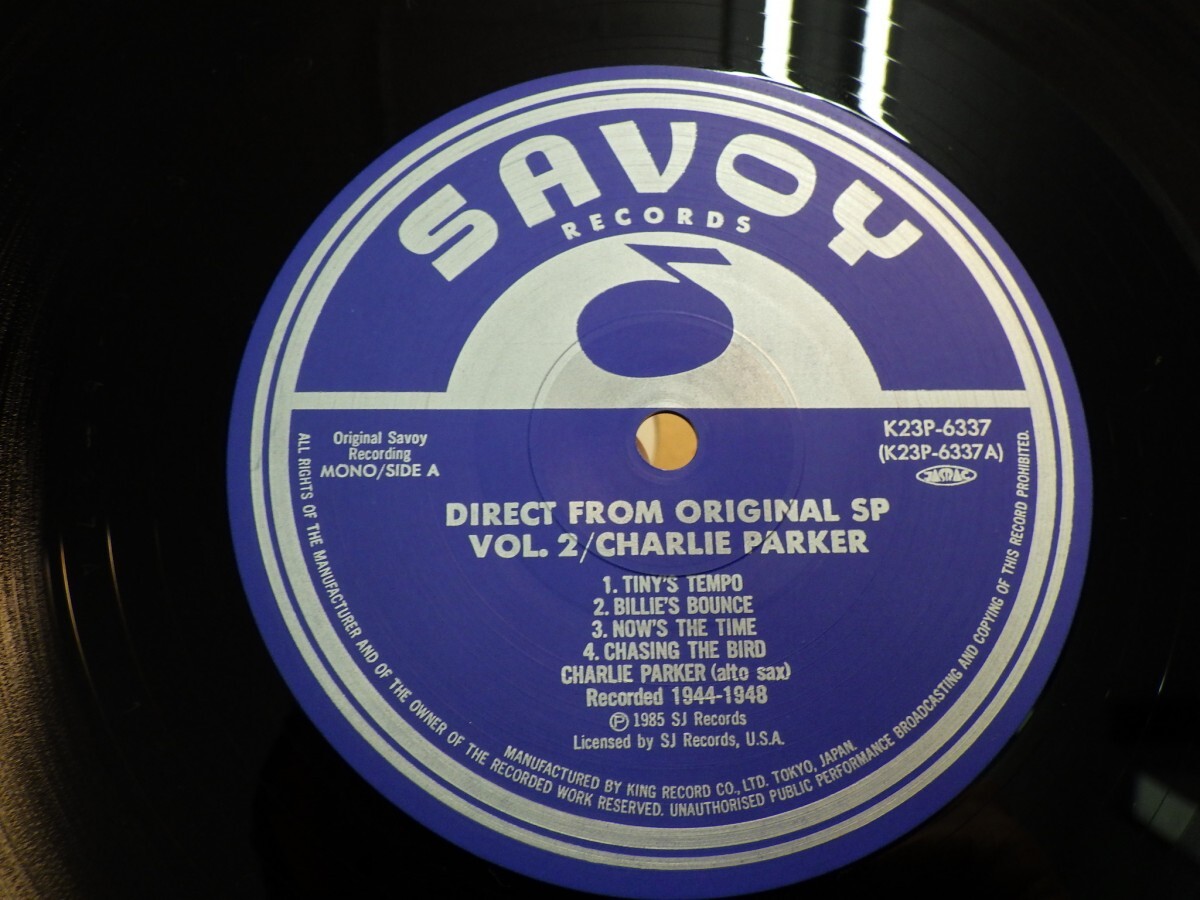 SAVOY
RECORDS
Original Savoy
Recording
MONO/SIDE A
K23P-6337
(K23P-6337A)
JASRAC
DIRECT FROM ORIGINAL SP
VOL. 2/CHARLIE PARKER
1. TINY'S TEMPO
2. BILLIE'S BOUNCE
3. NOW'S THE TIME
4. CHASING THE BIRD
CHARLIE PARKER (alto sax)
Recorded 1944-1948
Ⓟ 1985 SJ Records
Licensed by SJ Records, U.S.A.
MANUFACTURED BY KING RECORD CO., LTD. TOKYO, JAPAN.
ALL RIGHTS OF THE MANUFACTURER AND OF THE OWNER OF THE RECORDED WORK RESERVED. UNAUTHORISED PUBLIC PERFORMANCE BROADCASTING AND COPYING OF THIS RECORD PROHIBITED.